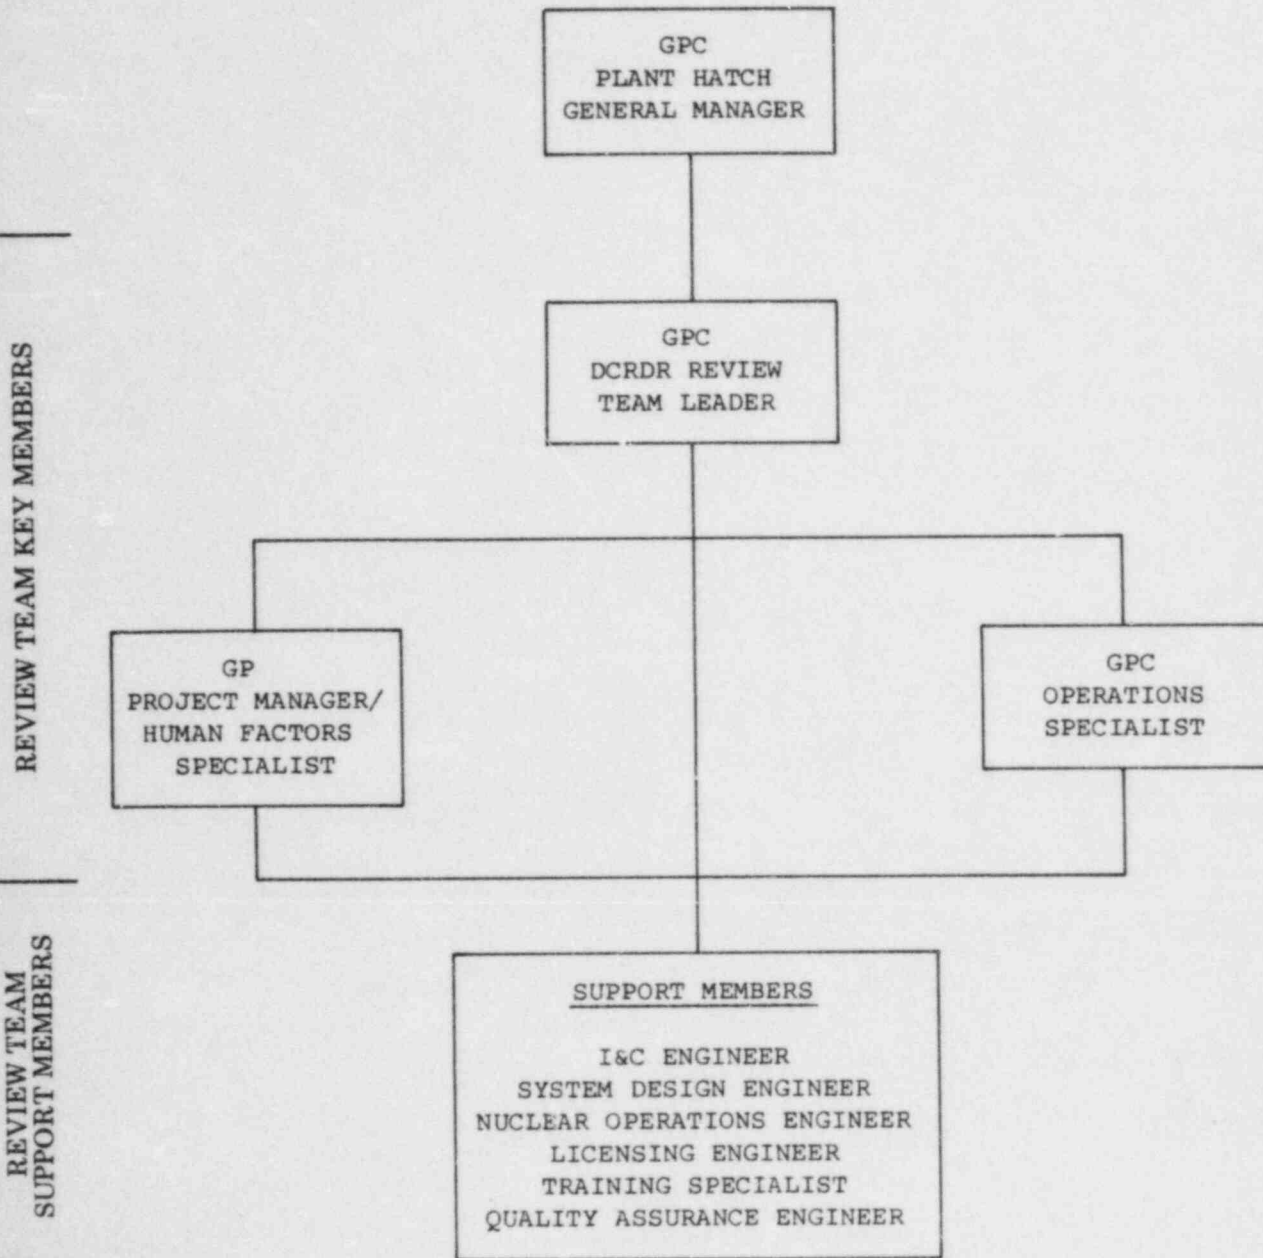 GPC
PLANT HATCH
GENERAL MANAGER
REVIEW TEAM KEY MEMBERS
GPC
DCRDR REVIEW
TEAM LEADER
GP
PROJECT MANAGER/
HUMAN FACTORS
SPECIALIST
GPC
OPERATIONS
SPECIALIST
REVIEW TEAM
SUPPORT MEMBERS
SUPPORT MEMBERS
I&C ENGINEER
SYSTEM DESIGN ENGINEER
NUCLEAR OPERATIONS ENGINEER
LICENSING ENGINEER
TRAINING SPECIALIST
QUALITY ASSURANCE ENGINEER